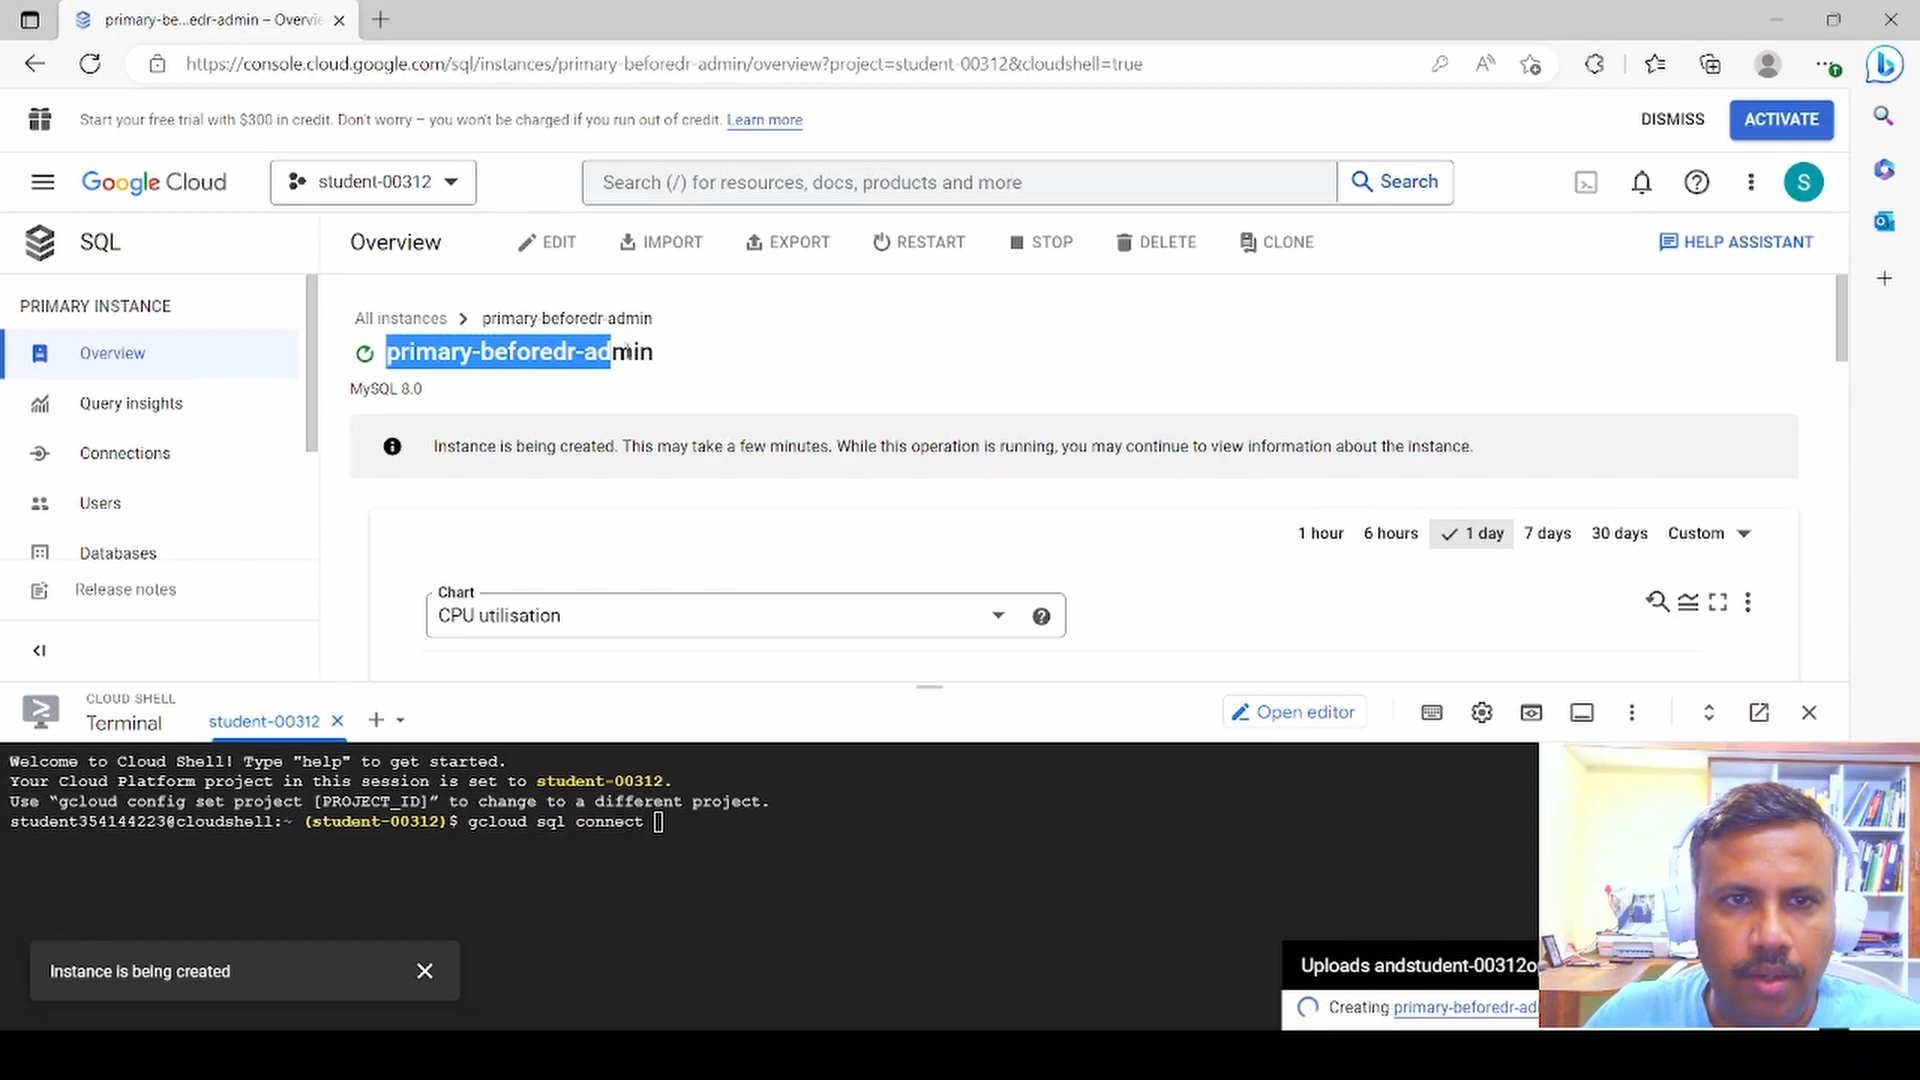 primary-be...edr-admin – Overvie
https://console.cloud.google.com/sql/instances/primary-beforedr-admin/overview?project=student-00312&cloudshell=true
Start your free trial with $300 in credit. Don't worry – you won't be charged if you run out of credit. Learn more
DISMISS
ACTIVATE
Google Cloud
student-00312
Search (/) for resources, docs, products and more
Search
S
SQL
Overview
EDIT
IMPORT
EXPORT
RESTART
STOP
DELETE
CLONE
HELP ASSISTANT
PRIMARY INSTANCE
Overview
Query insights
Connections
Users
Databases
Release notes
All instances
primary-beforedr-admin
primary-beforedr-admin
MySQL 8.0
Instance is being created. This may take a few minutes. While this operation is running, you may continue to view information about the instance.
1 hour
6 hours
1 day
7 days
30 days
Custom
Chart
CPU utilisation
CLOUD SHELL
Terminal
student-00312
Open editor
Welcome to Cloud Shell! Type "help" to get started.
Your Cloud Platform project in this session is set to student-00312.
Use “gcloud config set project [PROJECT_ID]” to change to a different project.
student354144223@cloudshell:~ (student-00312)$ gcloud sql connect
Instance is being created
Uploads andstudent-00312o
Creating primary-beforedr-ad